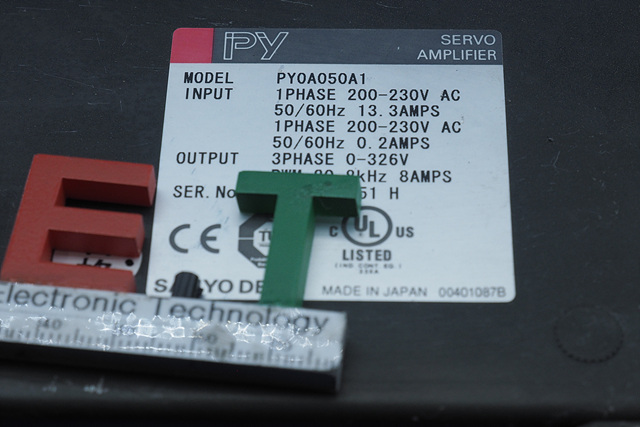 PY
SERVO
AMPLIFIER
MODEL PY0A050A1
INPUT 1PHASE 200-230V AC
50/60Hz 13.3AMPS
1PHASE 200-230V AC
50/60Hz 0.2AMPS
OUTPUT 3PHASE 0-326V
8AMPS
SER. No H
CE
C UL US
LISTED
MADE IN JAPAN 00401087B
E.T
Electronic Technology